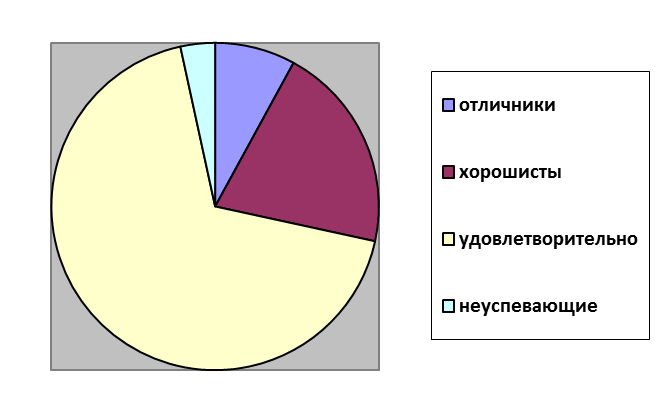 отличники
хорошисты
удовлетворительно
неуспевающие